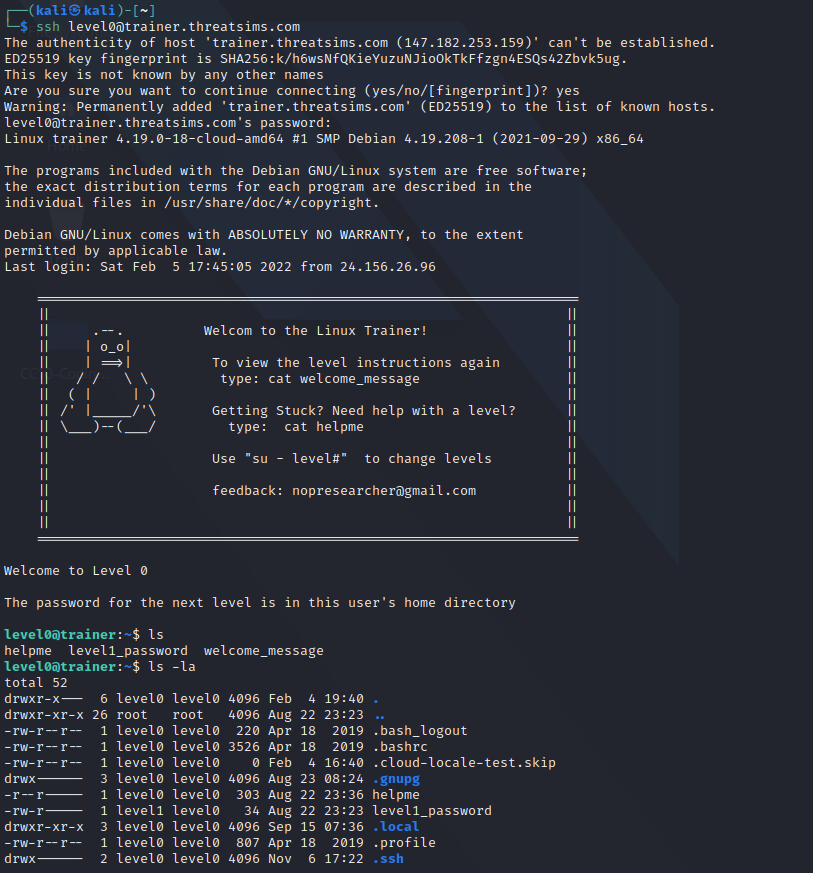 ┌──(kali㉿kali)-[~]
└─$ ssh level0@trainer.threatsims.com
The authenticity of host 'trainer.threatsims.com (147.182.253.159)' can't be established.
ED25519 key fingerprint is SHA256:k/h6wsNfQKieYuzuNJioOkTkFfzgn4ESQs42Zbvk5ug.
This key is not known by any other names
Are you sure you want to continue connecting (yes/no/[fingerprint])? yes
Warning: Permanently added 'trainer.threatsims.com' (ED25519) to the list of known hosts.
level0@trainer.threatsims.com's password:
Linux trainer 4.19.0-18-cloud-amd64 #1 SMP Debian 4.19.208-1 (2021-09-29) x86_64

The programs included with the Debian GNU/Linux system are free software;
the exact distribution terms for each program are described in the
individual files in /usr/share/doc/*/copyright.

Debian GNU/Linux comes with ABSOLUTELY NO WARRANTY, to the extent
permitted by applicable law.
Last login: Sat Feb  5 17:45:05 2022 from 24.156.26.96

    ====================================================================
    ||                                                                 ||
    ||     .--.          Welcom to the Linux Trainer!                  ||
    ||    | o_o|                                                       ||
    ||    | ==>|          To view the level instructions again         ||
    ||   / /   \ \         type: cat welcome_message                   ||
    ||  ( |     | )                                                    ||
    || /' |_____/'\       Getting Stuck? Need help with a level?       ||
    || \___)--(___/         type:  cat helpme                          ||
    ||                                                                 ||
    ||                    Use "su - level#"  to change levels          ||
    ||                                                                 ||
    ||                    feedback: nopresearcher@gmail.com            ||
    ||                                                                 ||
    ||                                                                 ||
    ====================================================================

Welcome to Level 0

The password for the next level is in this user's home directory

level0@trainer:~$ ls
helpme  level1_password  welcome_message
level0@trainer:~$ ls -la
total 52
drwxr-x---  6 level0 level0 4096 Feb  4 19:40 .
drwxr-xr-x 26 root   root   4096 Aug 22 23:23 ..
-rw-r--r--  1 level0 level0  220 Apr 18  2019 .bash_logout
-rw-r--r--  1 level0 level0 3526 Apr 18  2019 .bashrc
-rw-r--r--  1 level0 level0    0 Feb  4 16:40 .cloud-locale-test.skip
drwx------  3 level0 level0 4096 Aug 23 08:24 .gnupg
-r--r-----  1 level0 level0  303 Aug 22 23:36 helpme
-rw-r-----  1 level1 level0   34 Aug 22 23:23 level1_password
drwxr-xr-x  3 level0 level0 4096 Sep 15 07:36 .local
-rw-r--r--  1 level0 level0  807 Apr 18  2019 .profile
drwx------  2 level0 level0 4096 Nov  6 17:22 .ssh